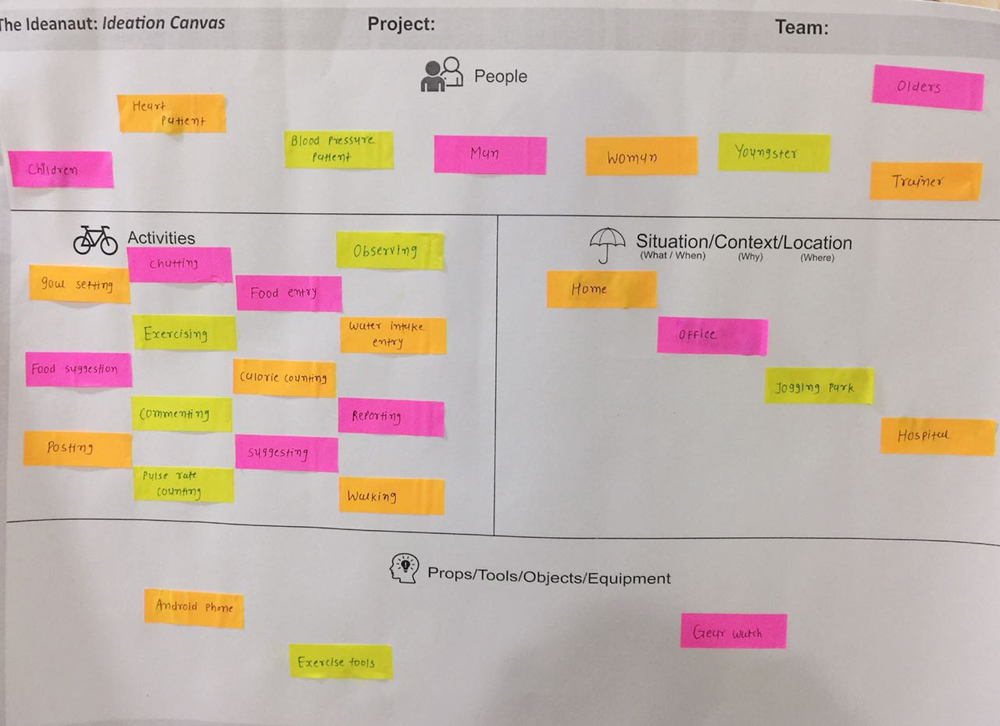 The Ideanaut: Ideation Canvas
Project:
Team:
People
Olders
Heart
Patient
Blood Pressure
Patient
Man
Woman
Youngster
Children
Trainer
Activities
Observing
Chatting
goal setting
Food entry
Exercising
Water intake
entry
Food suggestion
Calorie counting
Commenting
Reporting
Posting
suggesting
Pulse rate
counting
Walking
Situation/Context/Location
(What / When) (Why) (Where)
Home
Office
Jogging Park
Hospital
Props/Tools/Objects/Equipment
Android Phone
Gear watch
Exercise tools